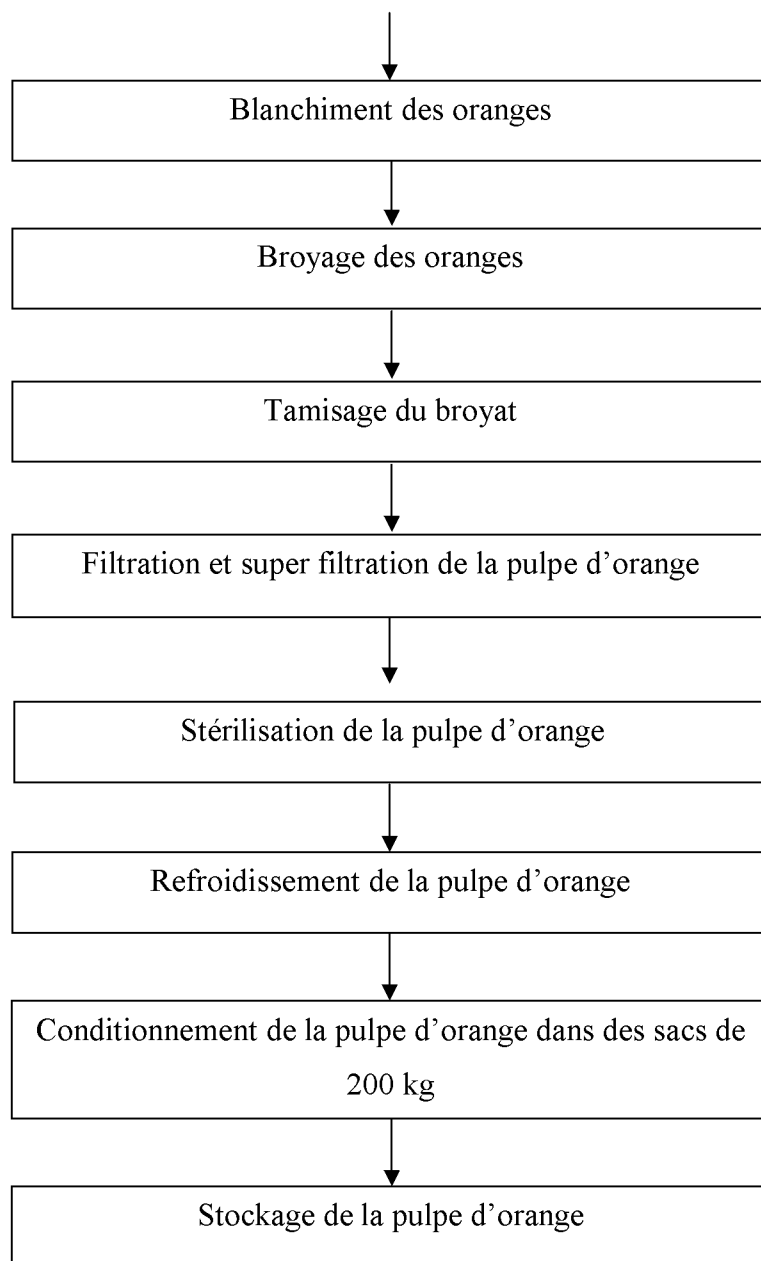 Blanchiment des oranges
Broyage des oranges
Tamisage du broyat
Filtration et super filtration de la pulpe d’orange
Stérilisation de la pulpe d’orange
Refroidissement de la pulpe d’orange
Conditionnement de la pulpe d’orange dans des sacs de
200 kg
Stockage de la pulpe d’orange